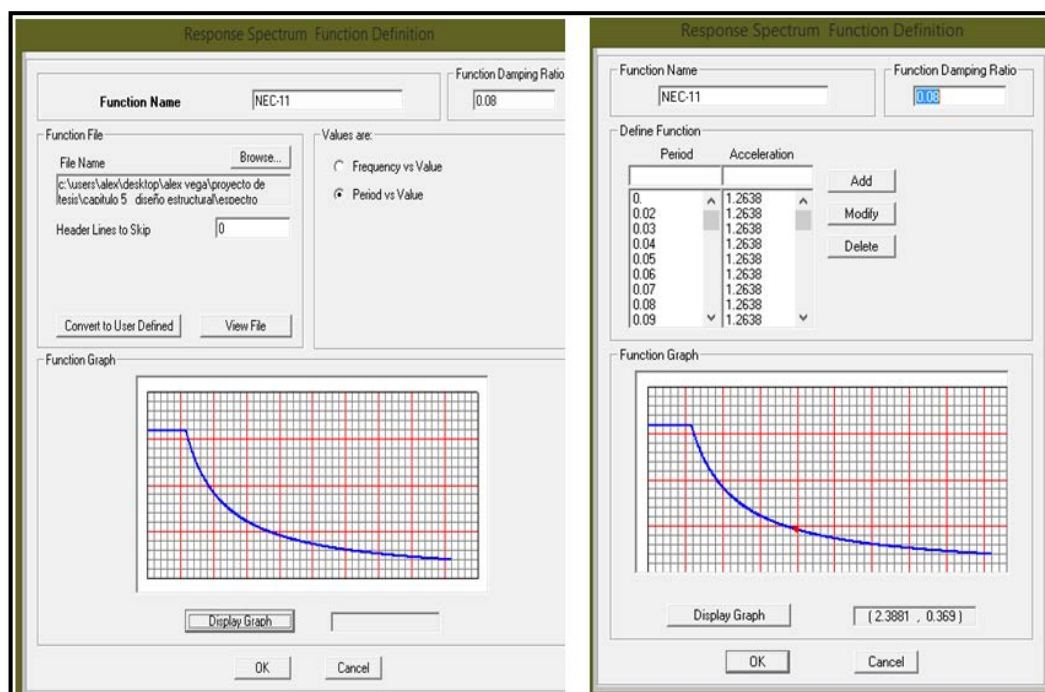 Response Spectrum Function Definition
Function Damping Ratio
Function Name
NEC-11
0.08
Function File
File Name
Browse...
c:\users\alex\desktop\alex vega\proyecto de
tesis\capitulo 5 diseño estructural\espectro
Header Lines to Skip
0
Convert to User Defined
View File
Values are:
Frequency vs Value
Period vs Value
Function Graph
Display Graph
OK
Cancel
Response Spectrum Function Definition
Function Name
Function Damping Ratio
NEC-11
0.08
Define Function
Period Acceleration
0. 1.2638
0.02 1.2638
0.03 1.2638
0.04 1.2638
0.05 1.2638
0.06 1.2638
0.07 1.2638
0.08 1.2638
0.09 1.2638
Add
Modify
Delete
Function Graph
Display Graph
( 2.3881 , 0.369 )
OK
Cancel